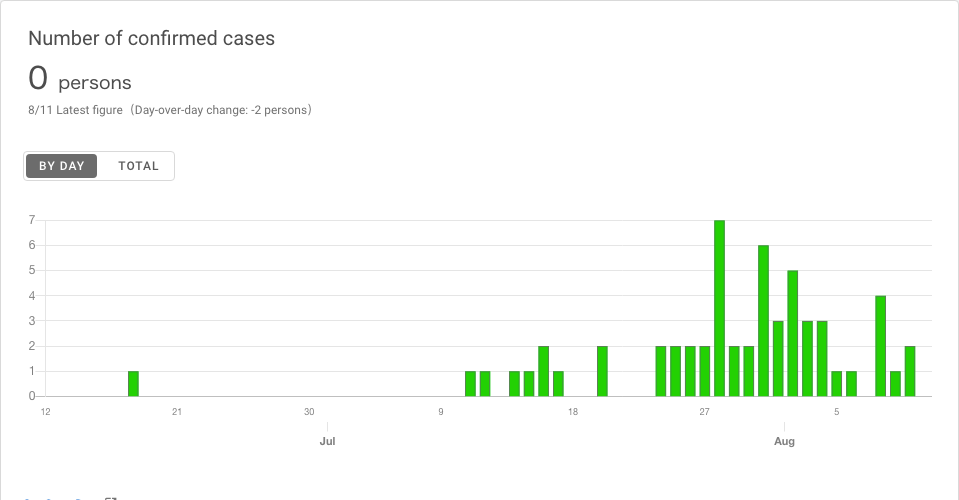 Number of confirmed cases
0 persons
8/11 Latest figure（Day-over-day change: -2 persons）
BY DAY TOTAL
7
6
5
4
3
2
1
0
12 21 30 9 18 27 5
Jul Aug